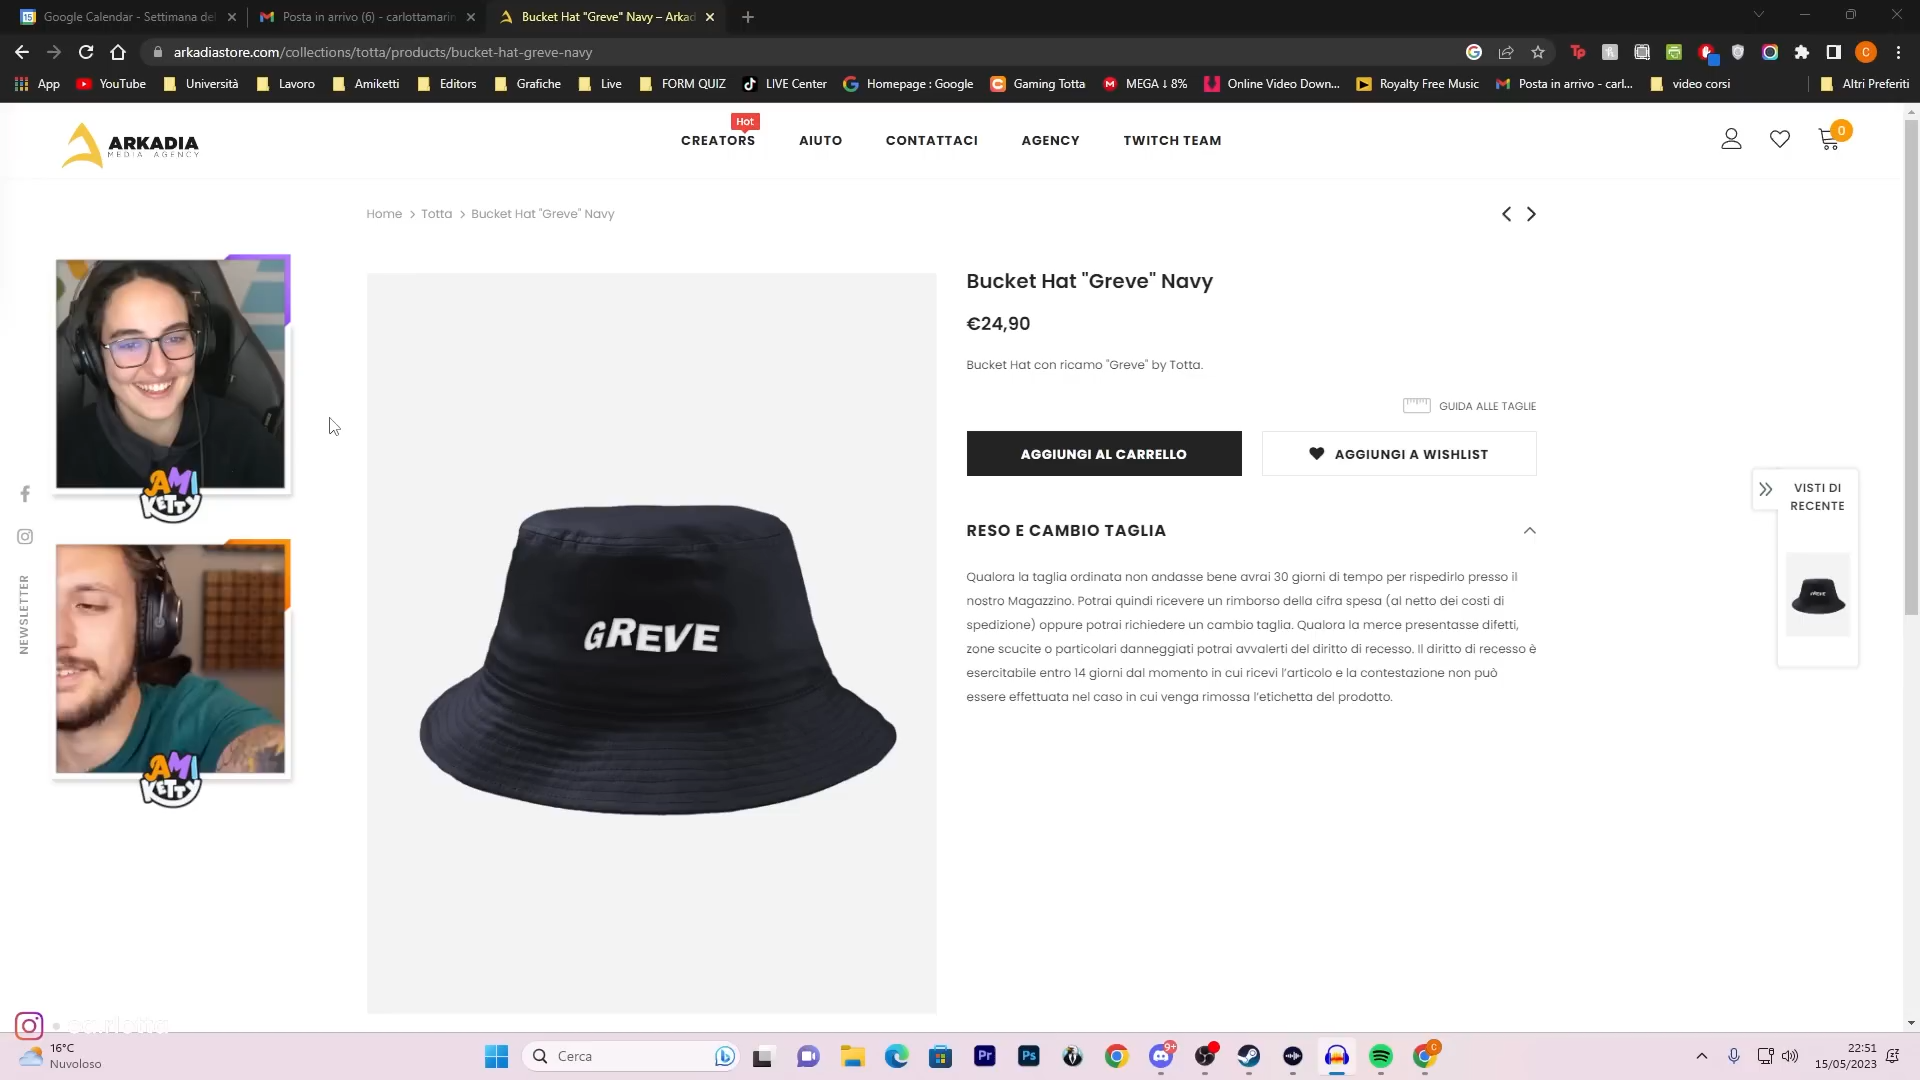 Google Calendar - Settimana del
Posta in arrivo (6) - carlottamarin
Bucket Hat "Greve" Navy – Arkad
arkadiastore.com/collections/totta/products/bucket-hat-greve-navy
App
YouTube
Università
Lavoro
Amiketti
Editors
Grafiche
Live
FORM QUIZ
LIVE Center
Homepage : Google
Gaming Totta
MEGA ↓ 8%
Online Video Down...
Royalty Free Music
Posta in arrivo - carl...
video corsi
Altri Preferiti
ARKADIA
MEDIA AGENCY
Hot
CREATORS
AIUTO
CONTATTACI
AGENCY
TWITCH TEAM
0
Home > Totta > Bucket Hat "Greve" Navy
Bucket Hat "Greve" Navy
€24,90
Bucket Hat con ricamo "Greve" by Totta.
GUIDA ALLE TAGLIE
AGGIUNGI AL CARRELLO
AGGIUNGI A WISHLIST
RESO E CAMBIO TAGLIA
Qualora la taglia ordinata non andasse bene avrai 30 giorni di tempo per rispedirlo presso il
nostro Magazzino. Potrai quindi ricevere un rimborso della cifra spesa (al netto dei costi di
spedizione) oppure potrai richiedere un cambio taglia. Qualora la merce presentasse difetti,
zone scucite o particolari danneggiati potrai avvalerti del diritto di recesso. Il diritto di recesso è
esercitabile entro 14 giorni dal momento in cui ricevi l’articolo e la contestazione non può
essere effettuata nel caso in cui venga rimossa l’etichetta del prodotto.
VISTI DI
RECENTE
GREVE
GREVE
AMI
KETTY
AMI
KETTY
NEWSLETTER
16°C
Nuvoloso
Cerca
Pr
Ps
9+
C
22:51
15/05/2023